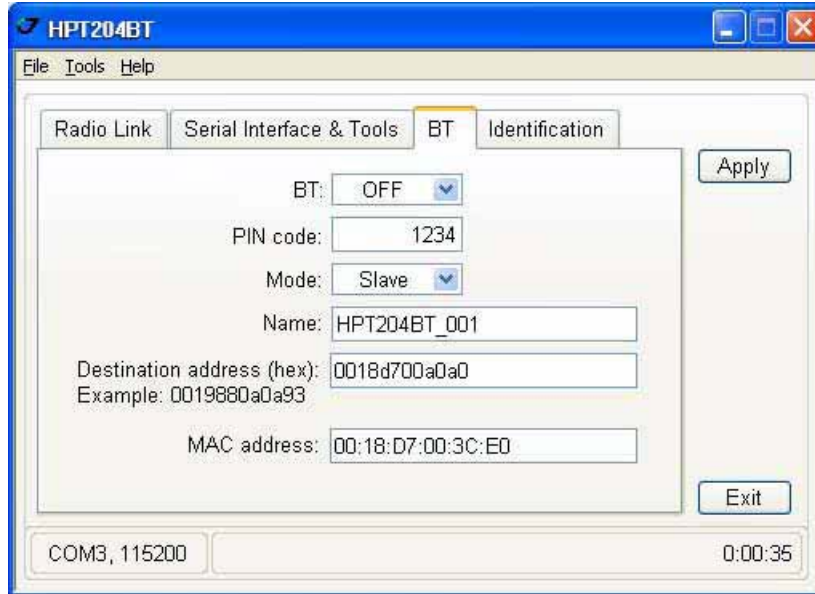 HPT204BT
File Tools Help
Radio Link Serial Interface & Tools BT Identification
Apply
BT: OFF
PIN code: 1234
Mode: Slave
Name: HPT204BT_001
Destination address (hex): 0018d700a0a0
Example: 0019880a0a93
MAC address: 00:18:D7:00:3C:E0
Exit
COM3, 115200 0:00:35